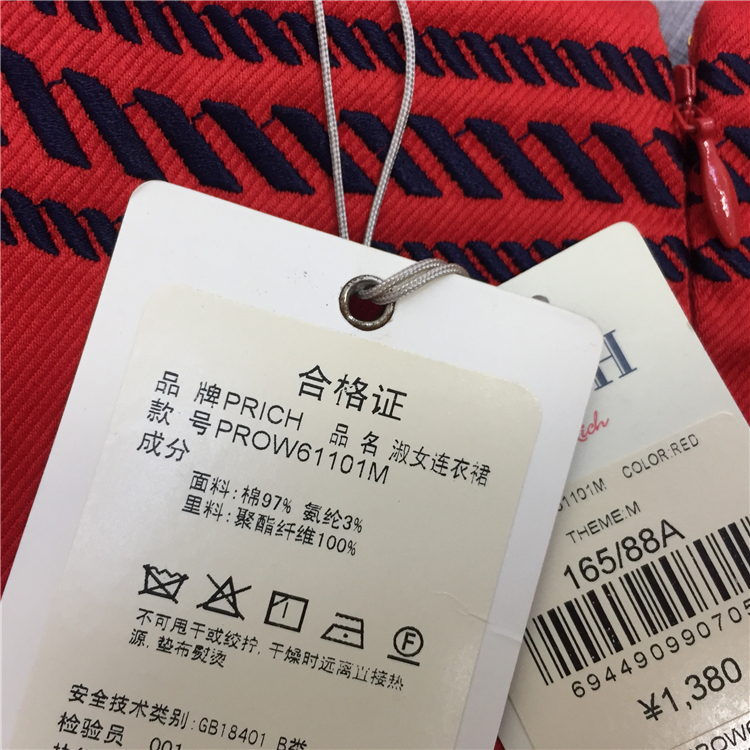 合格证
品 牌PRICH 品 名 淑女连衣裙
款 号PROW61101M
成分
面料:棉97% 氨纶3%
里料:聚酯纤维100%
F
不可甩干或绞拧,干燥时远离直接热
源,垫布熨烫
安全技术类别:GB18401 B类
检验员 001
H
Rich
61101M COLOR:RED
THEME:M
165/88A
694490990705
¥1,380